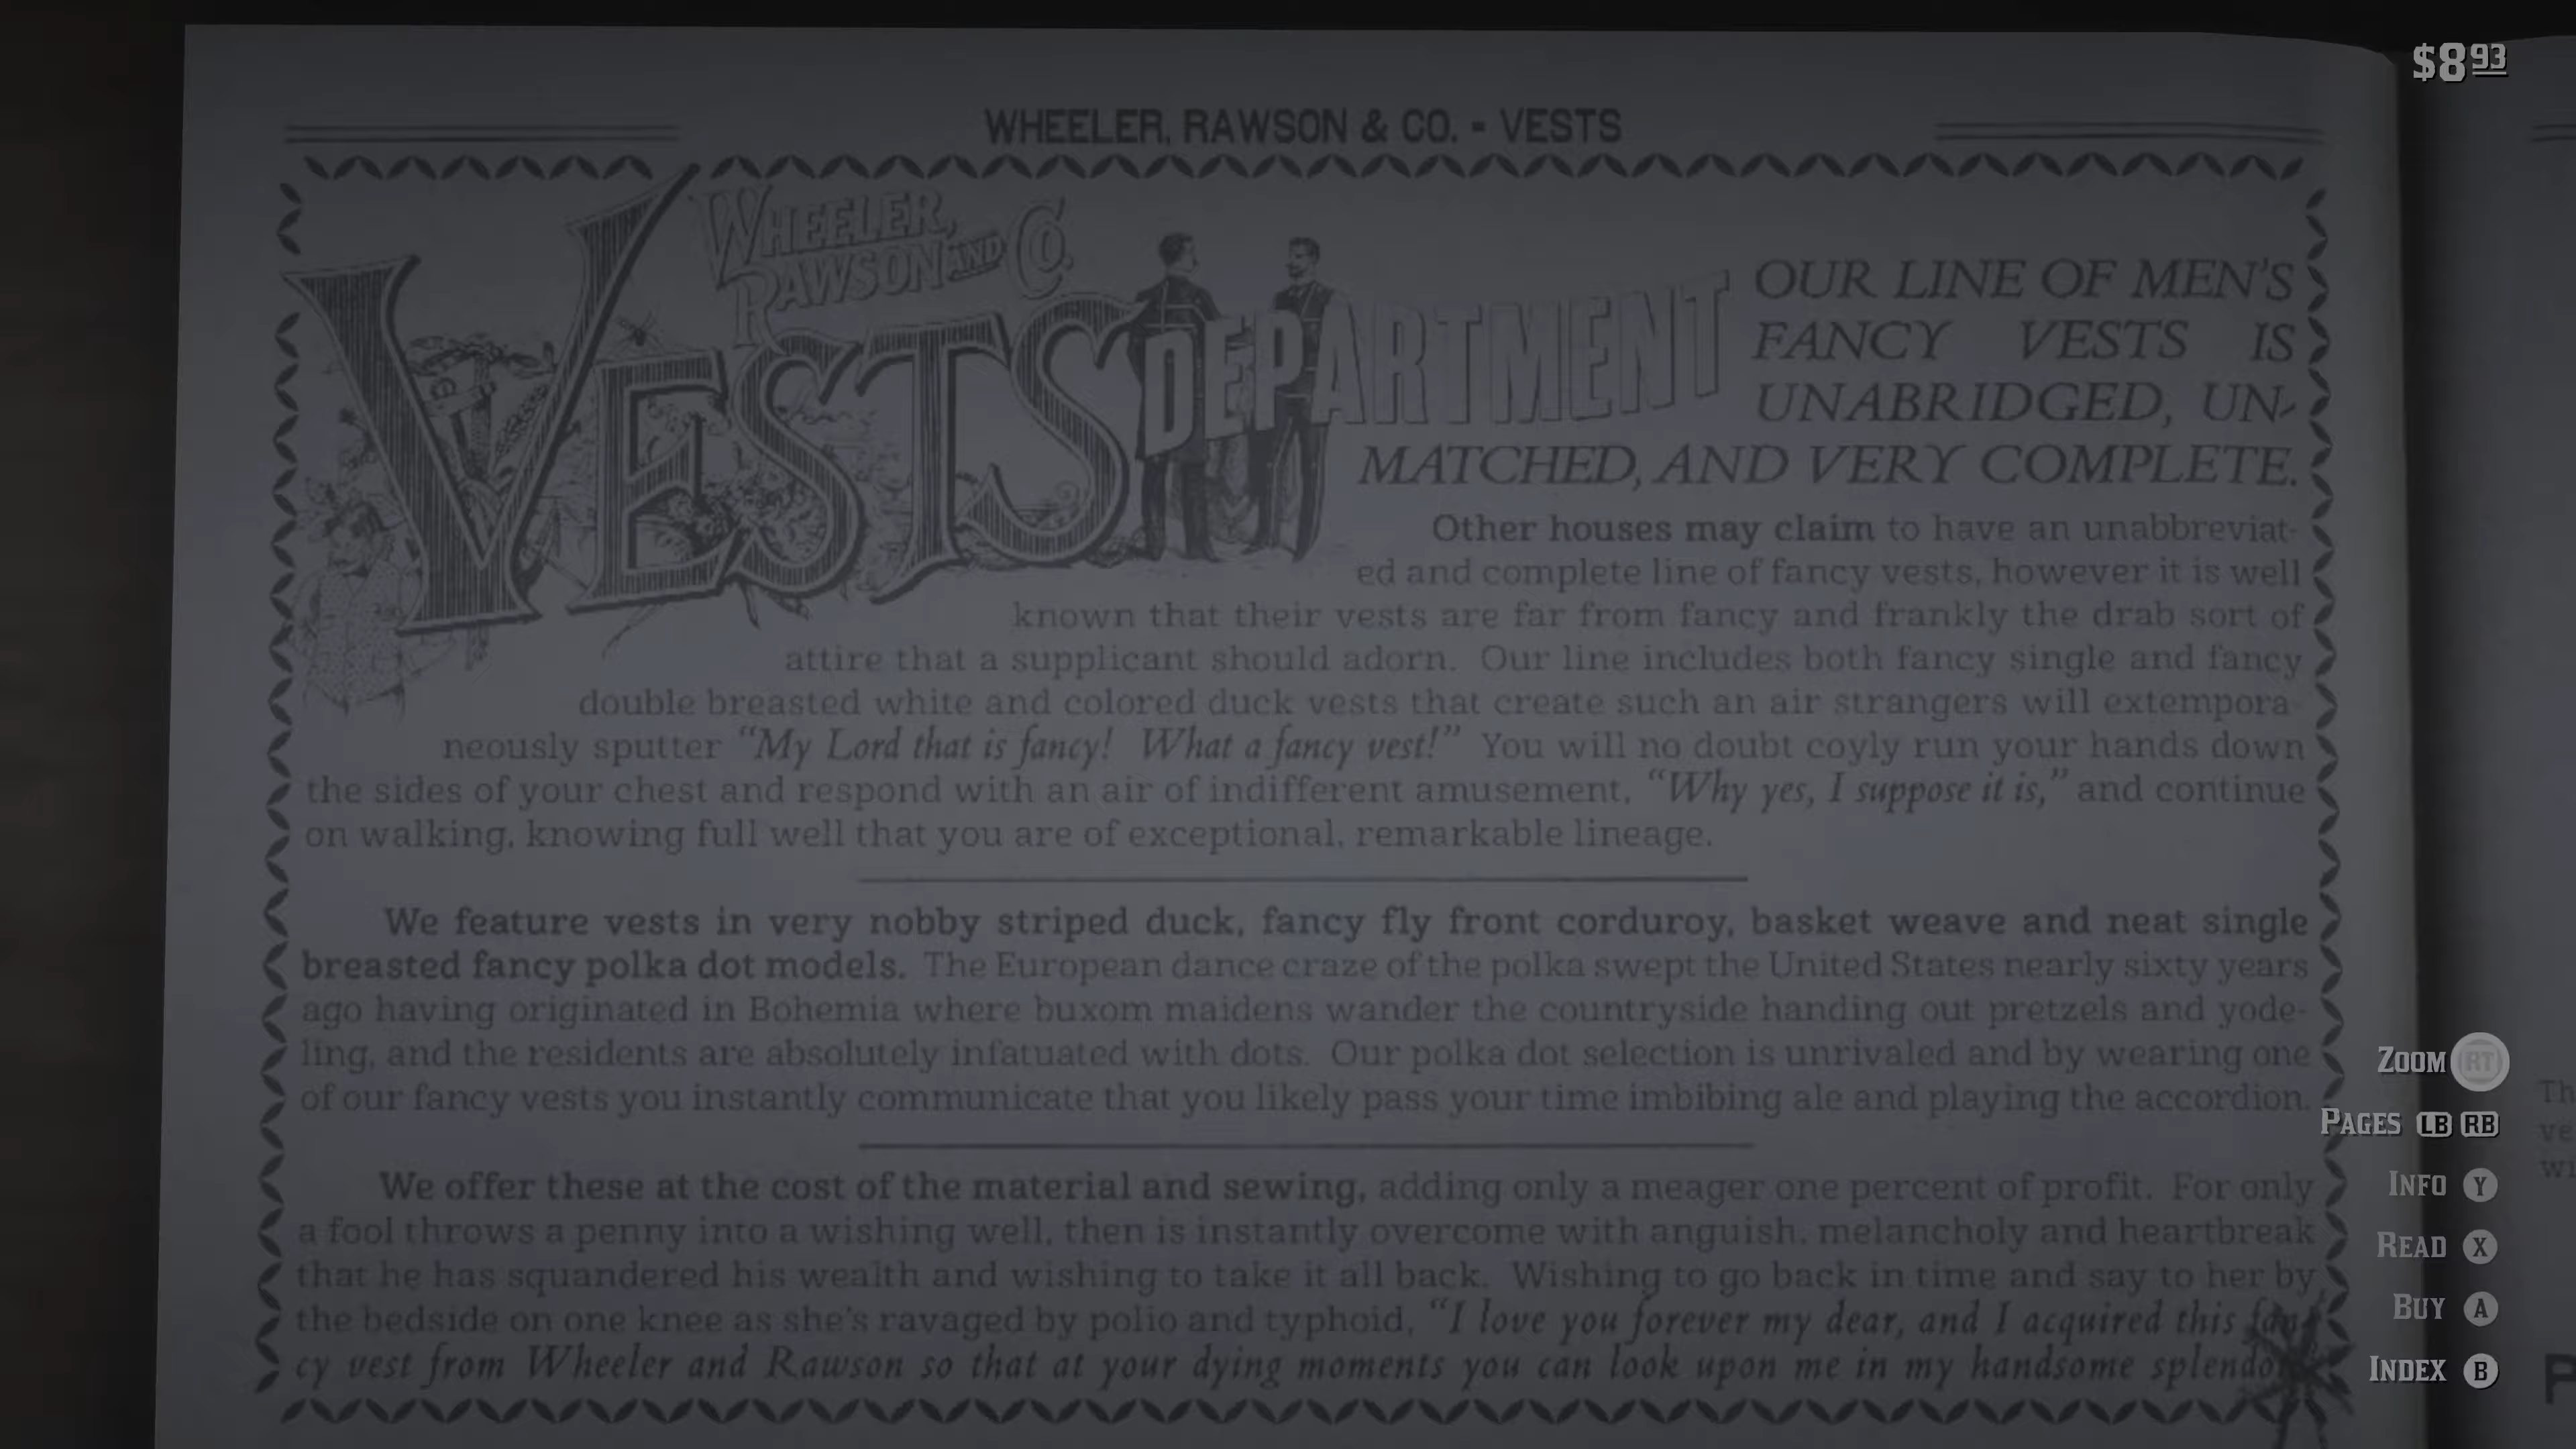 $8 93
WHEELER, RAWSON & CO. - VESTS
WHEELER,
RAWSON AND CO.
VESTS DEPARTMENT
OUR LINE OF MEN'S
FANCY VESTS IS
UNABRIDGED, UN-
MATCHED, AND VERY COMPLETE.
Other houses may claim to have an unabbreviat-
ed and complete line of fancy vests, however it is well
known that their vests are far from fancy and frankly the drab sort of
attire that a supplicant should adorn. Our line includes both fancy single and fancy
double breasted white and colored duck vests that create such an air strangers will extempora-
neously sputter "My Lord that is fancy! What a fancy vest!" You will no doubt coyly run your hands down
the sides of your chest and respond with an air of indifferent amusement, "Why yes, I suppose it is," and continue
on walking, knowing full well that you are of exceptional, remarkable lineage.
We feature vests in very nobby striped duck, fancy fly front corduroy, basket weave and neat single
breasted fancy polka dot models. The European dance craze of the polka swept the United States nearly sixty years
ago having originated in Bohemia where buxom maidens wander the countryside handing out pretzels and yode-
ling, and the residents are absolutely infatuated with dots. Our polka dot selection is unrivaled and by wearing one
of our fancy vests you instantly communicate that you likely pass your time imbibing ale and playing the accordion.
We offer these at the cost of the material and sewing, adding only a meager one percent of profit. For only
a fool throws a penny into a wishing well, then is instantly overcome with anguish, melancholy and heartbreak
that he has squandered his wealth and wishing to take it all back. Wishing to go back in time and say to her by
the bedside on one knee as she's ravaged by polio and typhoid, "I love you forever my dear, and I acquired this fan-
cy vest from Wheeler and Rawson so that at your dying moments you can look upon me in my handsome splendo
Th
ve
wi
P
ZOOM RT
PAGES LB RB
INFO Y
READ X
BUY A
INDEX B